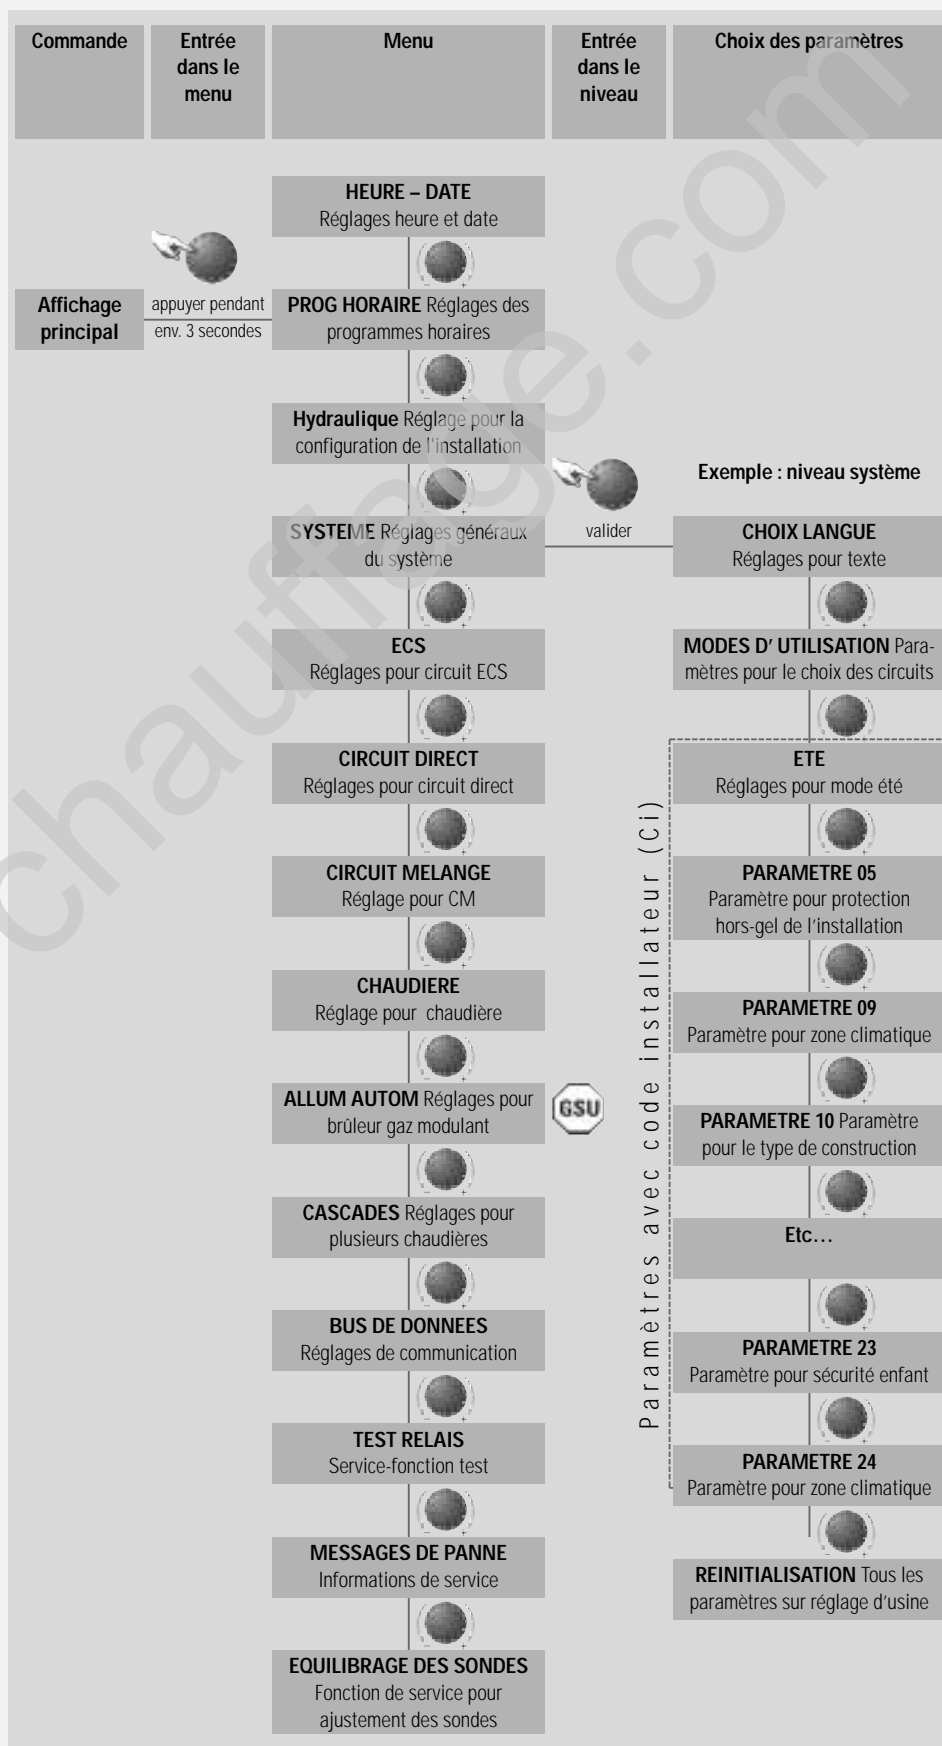 Commande
Entrée
dans le
menu
Menu
Entrée
dans le
niveau
Choix des paramètres
Affichage
principal
appuyer pendant
env. 3 secondes
HEURE – DATE
Réglages heure et date
PROG HORAIRE Réglages des
programmes horaires
Hydraulique Réglage pour la
configuration de l'installation
SYSTEME Réglages généraux
du système
ECS
Réglages pour circuit ECS
CIRCUIT DIRECT
Réglages pour circuit direct
CIRCUIT MELANGE
Réglage pour CM
CHAUDIERE
Réglage pour chaudière
ALLUM AUTOM Réglages pour
brûleur gaz modulant
CASCADES Réglages pour
plusieurs chaudières
BUS DE DONNEES
Réglages de communication
TEST RELAIS
Service-fonction test
MESSAGES DE PANNE
Informations de service
EQUILIBRAGE DES SONDES
Fonction de service pour
ajustement des sondes
valider
GSU
Exemple : niveau système
CHOIX LANGUE
Réglages pour texte
MODES D' UTILISATION Para-
mètres pour le choix des circuits
Paramètres avec code installateur (Ci)
ETE
Réglages pour mode été
PARAMETRE 05
Paramètre pour protection
hors-gel de l'installation
PARAMETRE 09
Paramètre pour zone climatique
PARAMETRE 10 Paramètre
pour le type de construction
Etc…
PARAMETRE 23
Paramètre pour sécurité enfant
PARAMETRE 24
Paramètre pour zone climatique
REINITIALISATION Tous les
paramètres sur réglage d'usine
chauffage.com